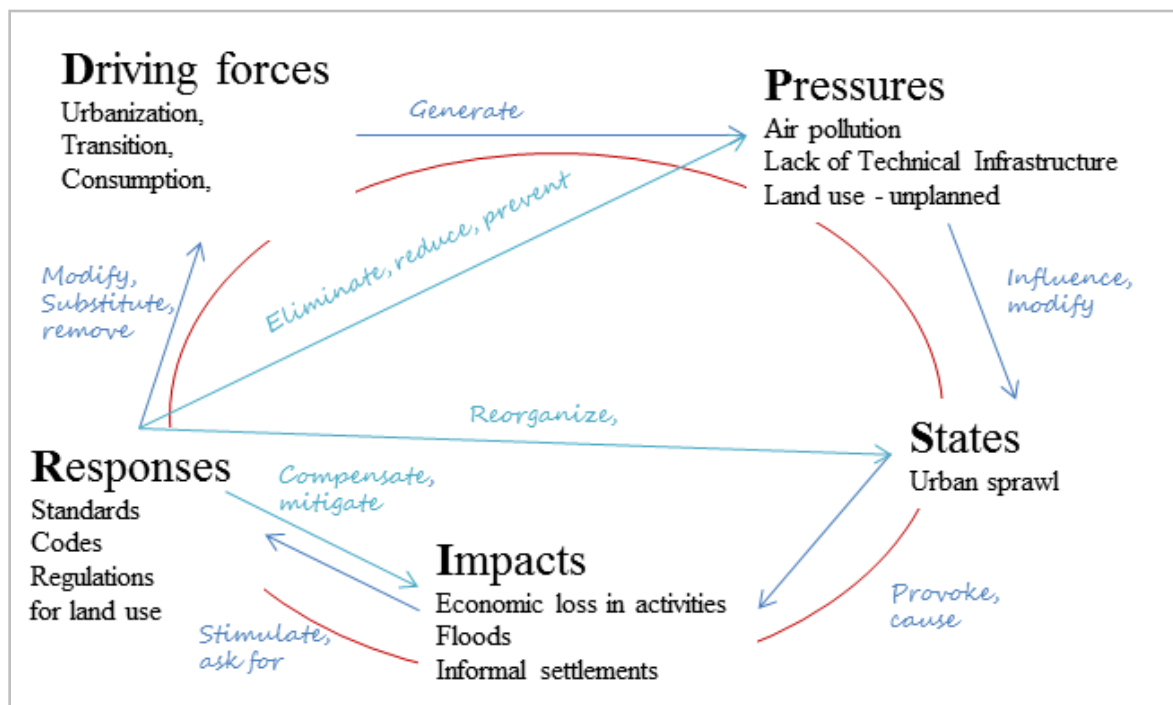 Driving forces
Urbanization,
Transition,
Consumption,
Generate
Pressures
Air pollution
Lack of Technical Infrastructure
Land use - unplanned
Modify,
Substitute,
remove
Eliminate, reduce, prevent
Influence,
modify
Reorganize,
States
Urban sprawl
Responses
Standards
Codes
Regulations
for land use
Compensate,
mitigate
Impacts
Economic loss in activities
Floods
Informal settlements
Stimulate,
ask for
Provoke,
cause